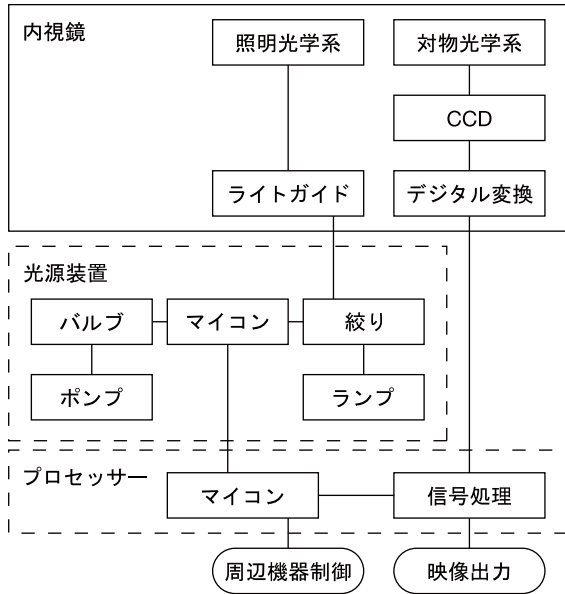 内視鏡
照明光学系
対物光学系
CCD
ライトガイド
デジタル変換
光源装置
バルブ
マイコン
絞り
ポンプ
ランプ
プロセッサー
マイコン
信号処理
周辺機器制御
映像出力